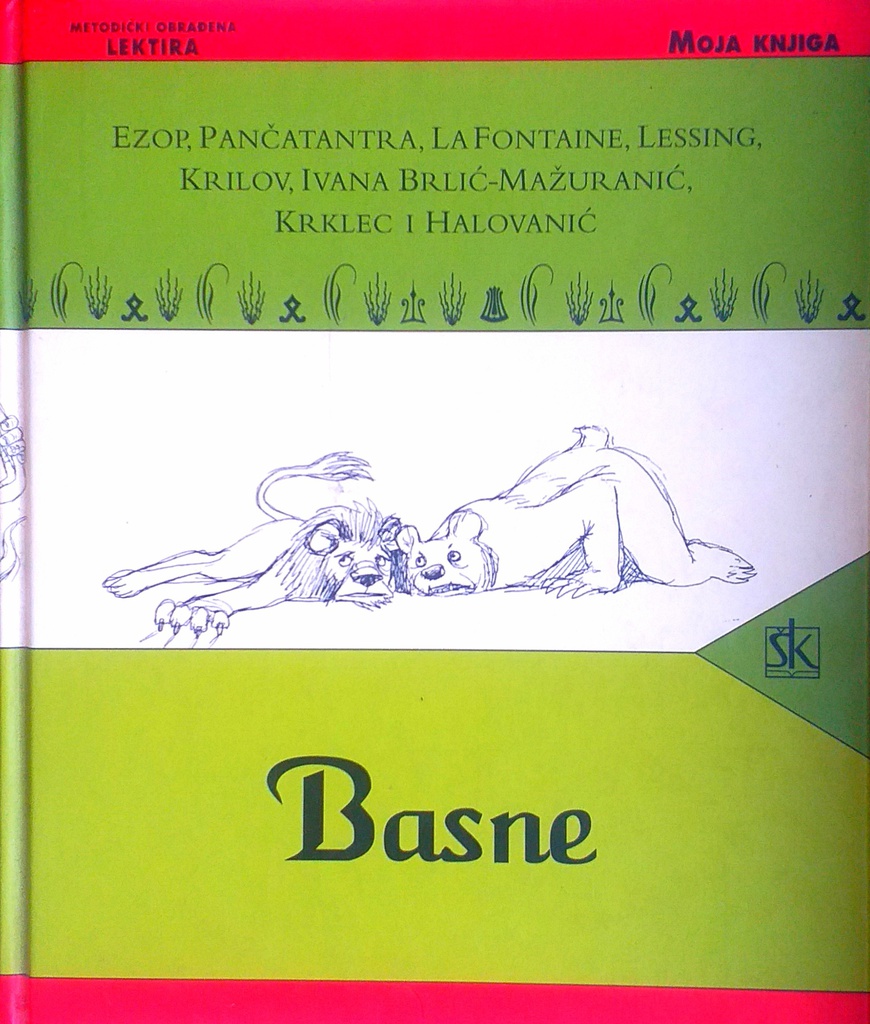 METODIČKI OBRAĐENA
LEKTIRA
MOJA KNJIGA
EZOP, PANČATANTRA, LA FONTAINE, LESSING,
KRILOV, IVANA BRLIĆ-MAŽURANIĆ,
KRKLEC I HALOVANIĆ
ŠK
Basne